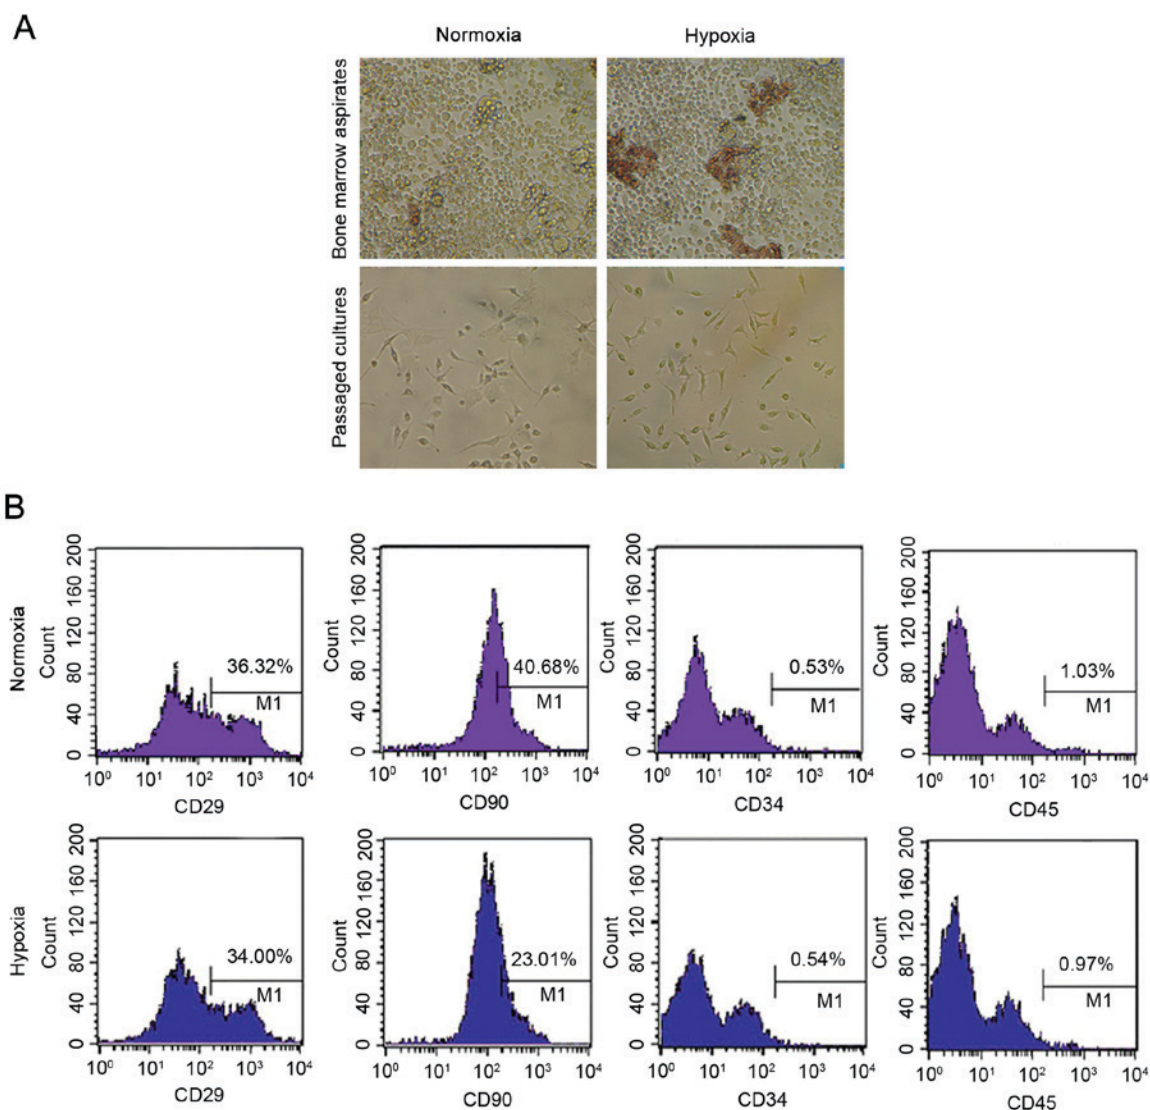 A
Normoxia
Hypoxia
Bone marrow aspirates
Passaged cultures
B
Normoxia
200
160
120
80
40
0
Count
36.32%
M1
10⁰ 10¹ 10² 10³ 10⁴
CD29
200
160
120
80
40
0
Count
40.68%
M1
10⁰ 10² 10³ 10⁴
CD90
200
160
120
80
40
0
Count
0.53%
M1
10⁰ 10¹ 10² 10³ 10⁴
CD34
200
160
120
80
40
0
Count
1.03%
M1
10⁰ 10¹ 10² 10³ 10⁴
CD45
Hypoxia
200
160
120
80
40
0
Count
34.00%
M1
10⁰ 10¹ 10² 10³ 10⁴
CD29
200
160
120
80
40
0
Count
23.01%
M1
10⁰ 10¹ 10² 10³ 10⁴
CD90
200
160
120
80
40
0
Count
0.54%
M1
10⁰ 10¹ 10² 10³ 10⁴
CD34
200
160
120
80
40
0
Count
0.97%
M1
10⁰ 10¹ 10² 10³ 10⁴
CD45